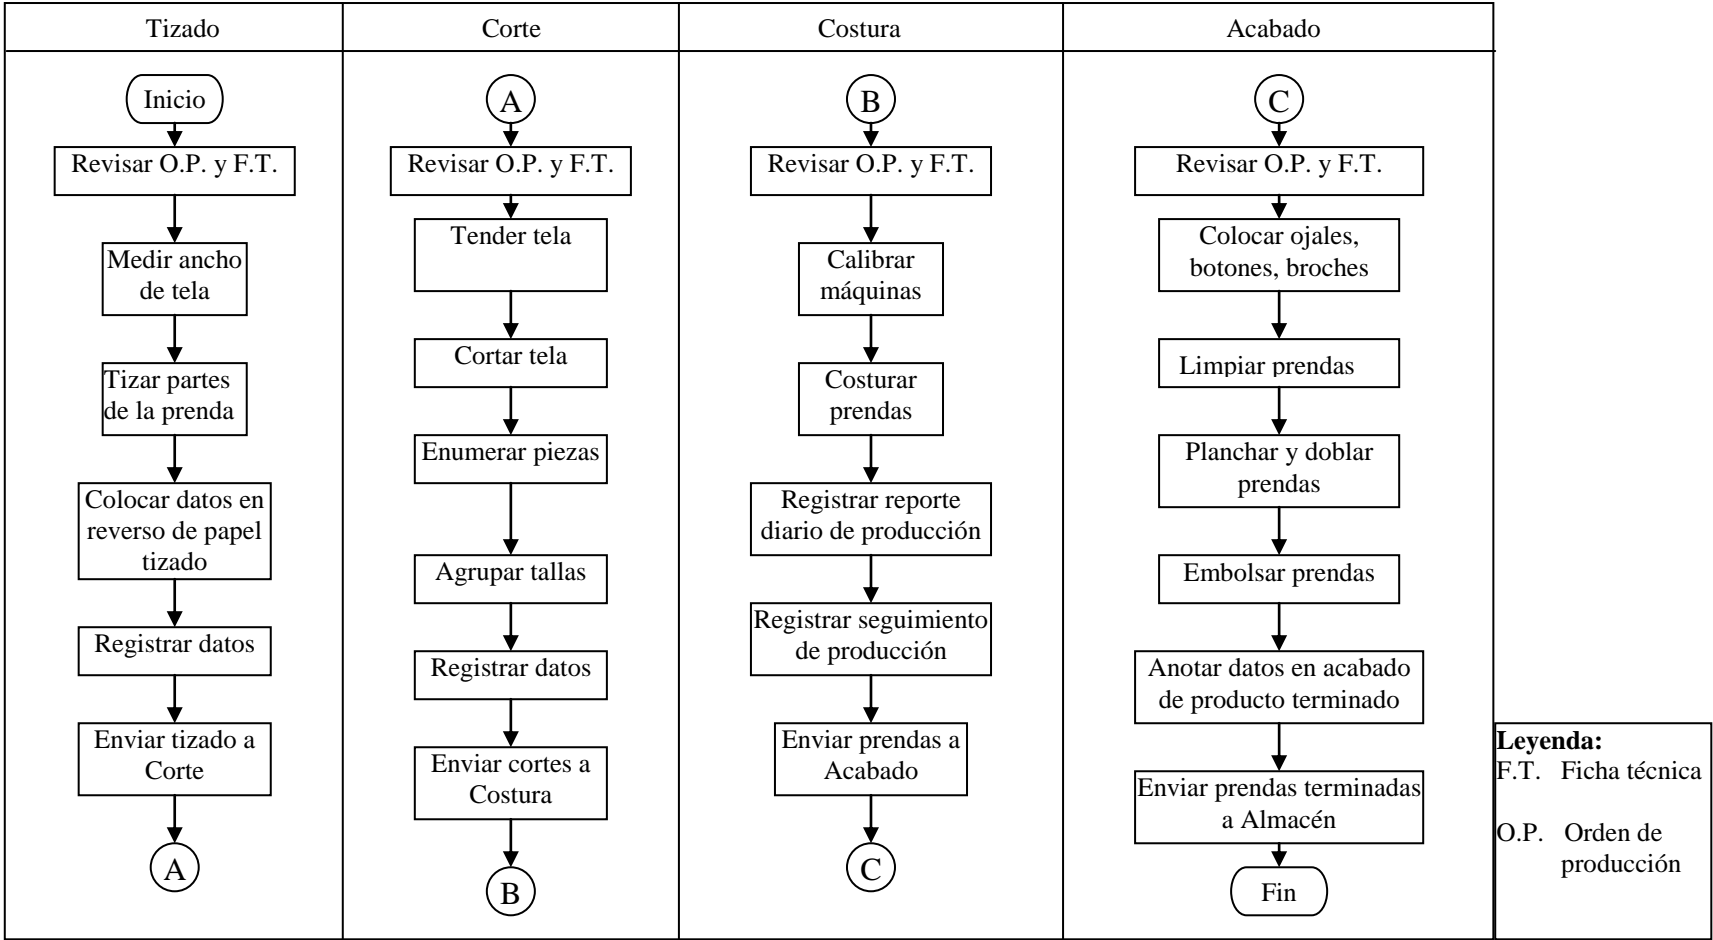 Tizado
Inicio
Revisar O.P. y F.T.
Medir ancho
de tela
Tizar partes
de la prenda
Colocar datos en
reverso de papel
tizado
Registrar datos
Enviar tizado a
Corte
A
Corte
A
Revisar O.P. y F.T.
Tender tela
Cortar tela
Enumerar piezas
Agrupar tallas
Registrar datos
Enviar cortes a
Costura
B
Costura
B
Revisar O.P. y F.T.
Calibrar
máquinas
Costurar
prendas
Registrar reporte
diario de producción
Registrar seguimiento
de producción
Enviar prendas a
Acabado
C
Acabado
C
Revisar O.P. y F.T.
Colocar ojales,
botones, broches
Limpiar prendas
Planchar y doblar
prendas
Embolsar prendas
Anotar datos en acabado
de producto terminado
Enviar prendas terminadas
a Almacén
Fin
Leyenda:
F.T. Ficha técnica
O.P. Orden de
producción